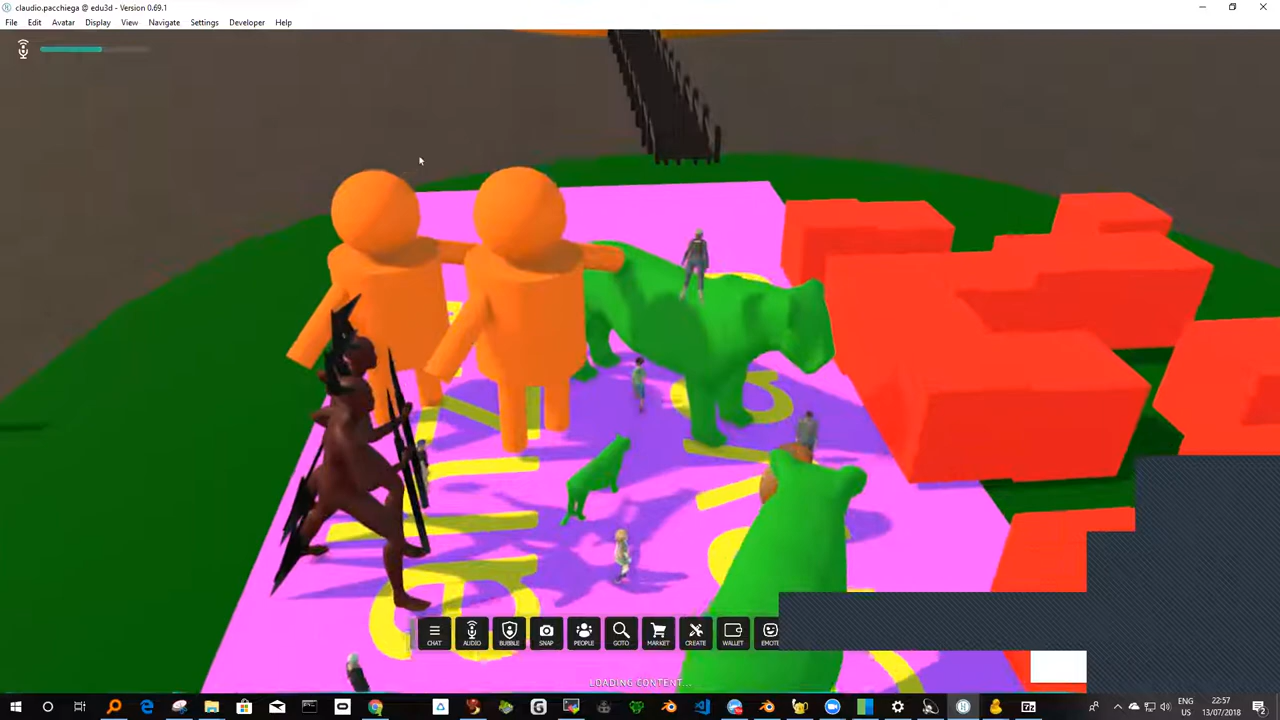 claudio.pacchiega @ edu3d - Version 0.69.1
File Edit Avatar Display View Navigate Settings Developer Help
CHAT AUDIO BUBBLE SNAP PEOPLE GOTO MARKET CREATE WALLET EMOTE
LOADING CONTENT...
ENG 22:57
US 13/07/2018